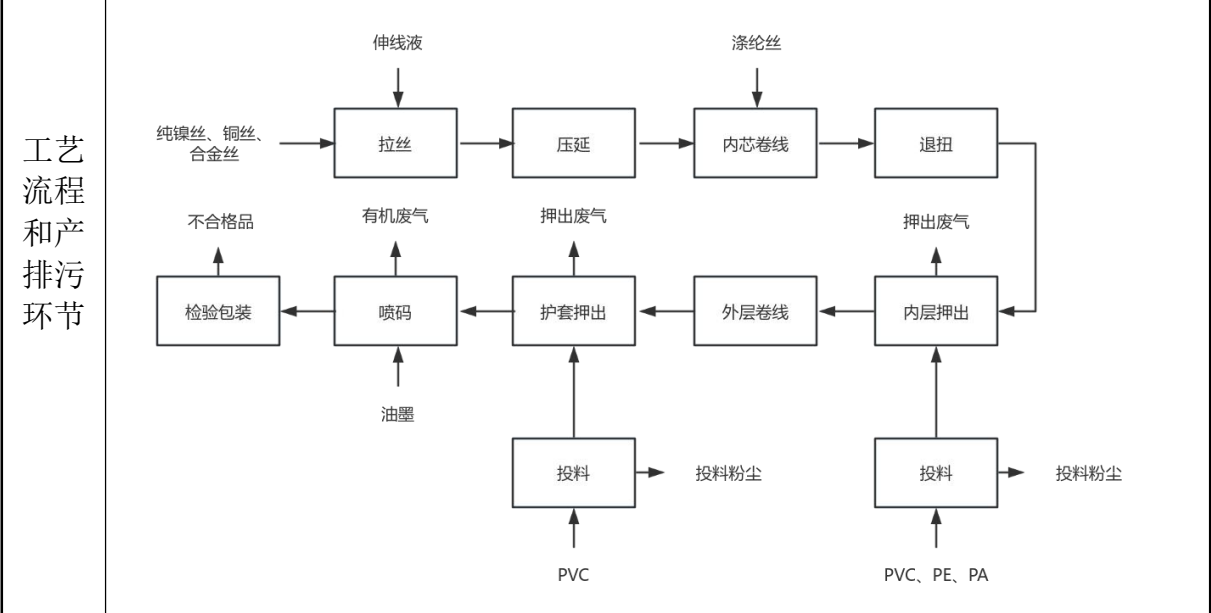 工艺
流程
和产
排污
环节
伸线液
涤纶丝
纯镍丝、铜丝、
合金丝
拉丝
压延
内芯卷线
退扭
不合格品
有机废气
押出废气
押出废气
检验包装
喷码
护套押出
外层卷线
内层押出
油墨
投料
投料粉尘
投料
投料粉尘
PVC
PVC、PE、PA